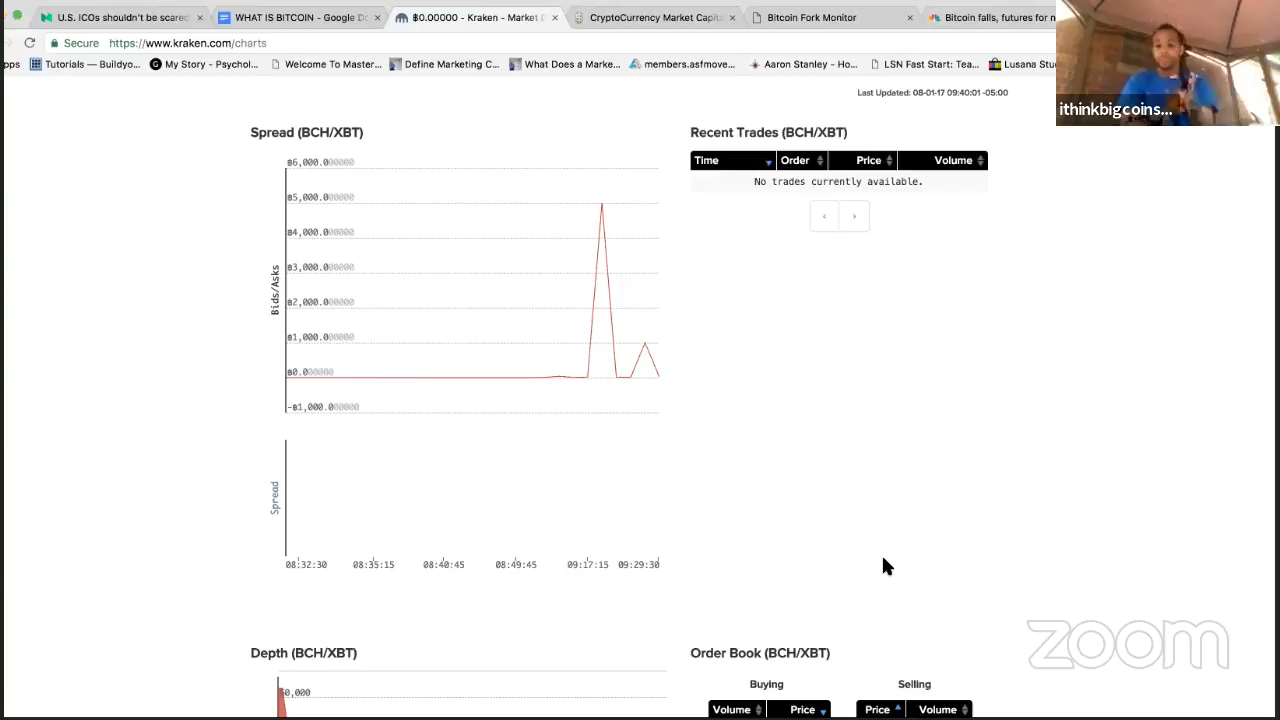 U.S. ICOs shouldn't be scared
WHAT IS BITCOIN - Google Do
฿0.00000 - Kraken - Market D
CryptoCurrency Market Capita
Bitcoin Fork Monitor
Bitcoin falls, futures for n
Secure https://www.kraken.com/charts
pps Tutorials — Buildyo... My Story - Psychol... Welcome To Master... Define Marketing C... What Does a Marke... members.asfmove... Aaron Stanley - Ho... LSN Fast Start: Tea... Lusana Stu
ithinkbigcoins...
Last Updated: 08-01-17 09:40:01 -05:00
Spread (BCH/XBT)
฿6,000.000000
฿5,000.000000
฿4,000.000000
฿3,000.000000
฿2,000.000000
฿1,000.000000
฿0.000000
-฿1,000.000000
Bids/Asks
Spread
08:32:30 08:35:15 08:40:45 08:49:45 09:17:15 09:29:30
Recent Trades (BCH/XBT)
Time Order Price Volume
No trades currently available.
‹ ›
zoom
Depth (BCH/XBT)
Order Book (BCH/XBT)
Buying Selling
Volume Price Price Volume